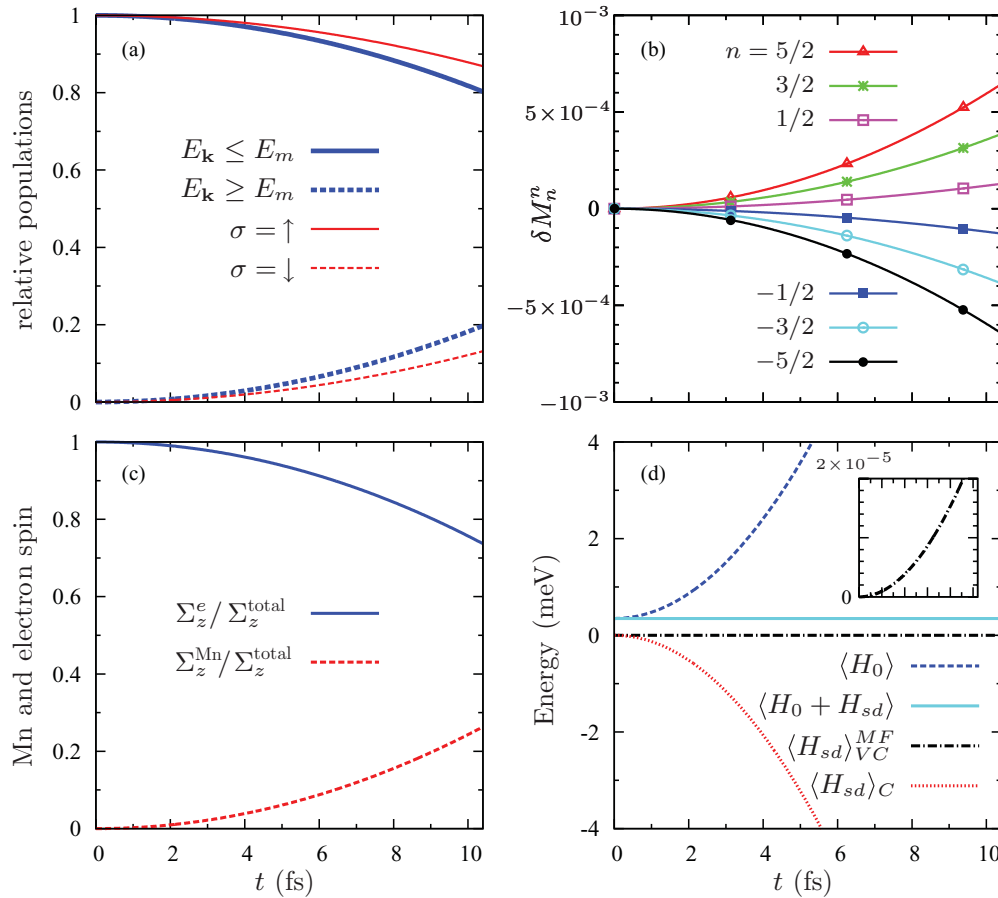 (a)
relative populations
1
0.8
0.6
0.4
0.2
0
E_k ≤ E_m
E_k ≥ E_m
σ = ↑
σ = ↓
(b)
δM_n^n
10^-3
5×10^-4
0
−5×10^-4
−10^-3
n = 5/2
3/2
1/2
−1/2
−3/2
−5/2
(c)
Mn and electron spin
1
0.8
0.6
0.4
0.2
0
Σ_z^e / Σ_z^total
Σ_z^Mn / Σ_z^total
0 2 4 6 8 10
t (fs)
(d)
Energy (meV)
4
2
0
-2
-4
2×10^-5
0
⟨H_0⟩
⟨H_0 + H_sd⟩
⟨H_sd⟩_VC^MF
⟨H_sd⟩_C
0 2 4 6 8 10
t (fs)